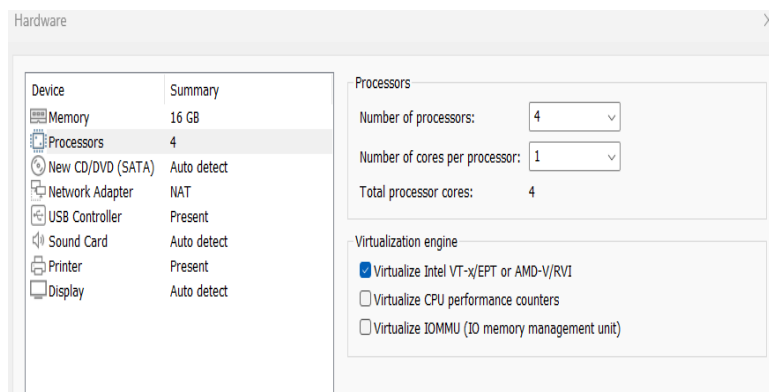 Hardware
Device Summary
Memory 16 GB
Processors 4
New CD/DVD (SATA) Auto detect
Network Adapter NAT
USB Controller Present
Sound Card Auto detect
Printer Present
Display Auto detect
Processors
Number of processors: 4
Number of cores per processor: 1
Total processor cores: 4
Virtualization engine
Virtualize Intel VT-x/EPT or AMD-V/RVI
Virtualize CPU performance counters
Virtualize IOMMU (IO memory management unit)